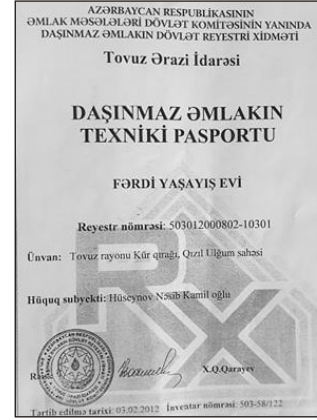 AZƏRBAYCAN RESPUBLİKASININ
ƏMLAK MƏSƏLƏLƏRİ DÖVLƏT KOMİTƏSİNİN YANINDA
DAŞINMAZ ƏMLAKIN DÖVLƏT REYESTRİ XİDMƏTİ
Tovuz Ərazi İdarəsi
DAŞINMAZ ƏMLAKIN
TEXNİKİ PASPORTU
FƏRDİ YAŞAYIŞ EVİ
Reyestr nömrəsi: 503012000802-10301
Ünvan: Tovuz rayonu Kür qırağı, Qızıl Ulğum sahəsi
Hüquq subyekti: Hüseynov Nəsib Kamil oğlu
X.Q.Qarayev
Tərtib edilmə tarixi: 03.02.2012 İnventar nömrəsi: 503-58/122